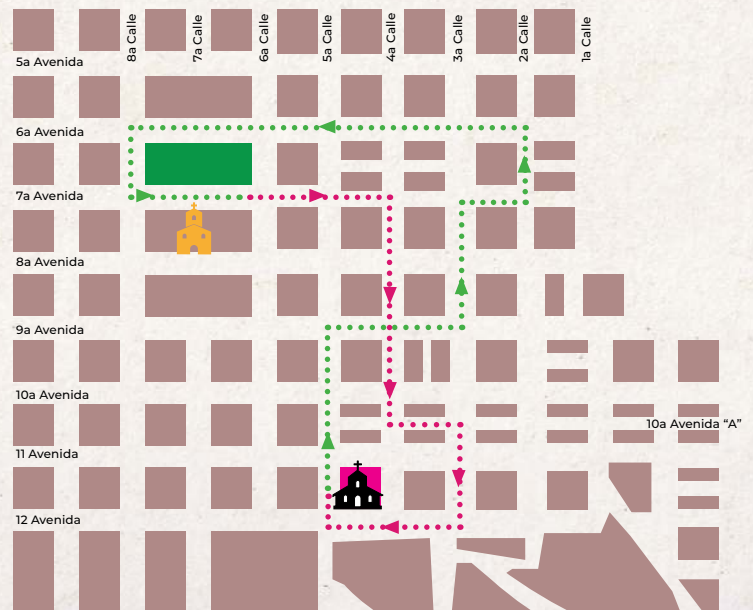 8a Calle
7a Calle
6a Calle
5a Calle
4a Calle
3a Calle
2a Calle
1a Calle
5a Avenida
6a Avenida
7a Avenida
8a Avenida
9a Avenida
10a Avenida
10a Avenida “A”
11 Avenida
12 Avenida